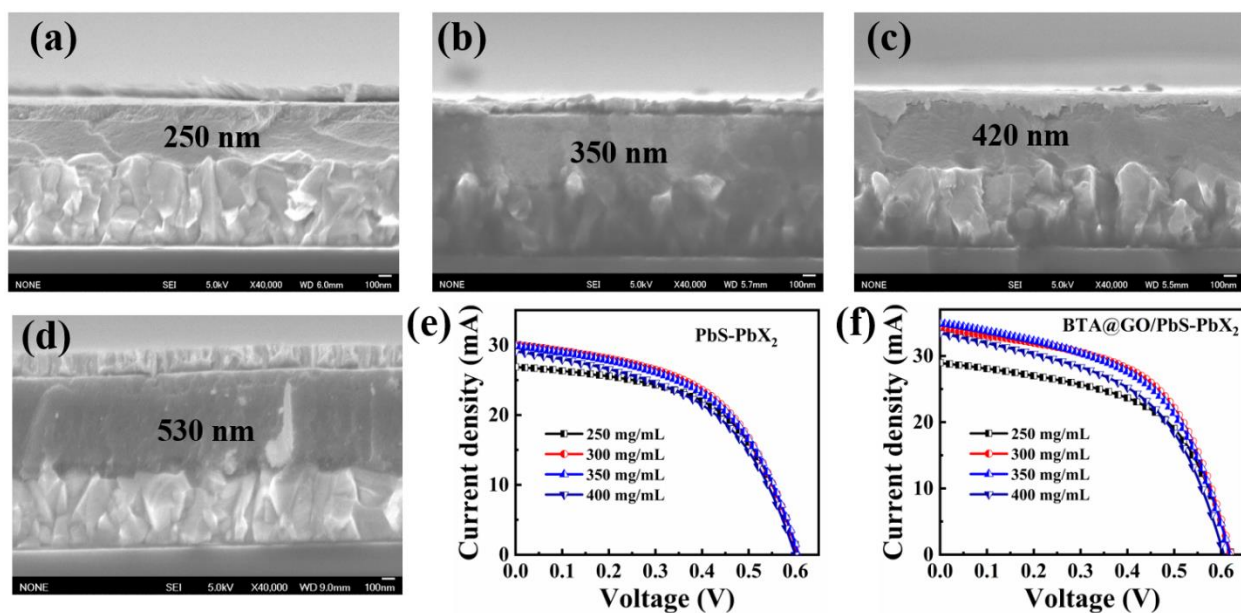 (a)
250 nm
NONE SEI 5.0kV X40,000 WD 6.0mm 100nm
(b)
350 nm
NONE SEI 5.0kV X40,000 WD 5.7mm 100nm
(c)
420 nm
NONE SEI 5.0kV X40,000 WD 5.5mm 100nm
(d)
530 nm
NONE SEI 5.0kV X40,000 WD 9.0mm 100nm
(e)
PbS-PbX₂
Current density (mA)
30
20
10
0
250 mg/mL
300 mg/mL
350 mg/mL
400 mg/mL
0.0 0.1 0.2 0.3 0.4 0.5 0.6
Voltage (V)
(f)
BTA@GO/PbS-PbX₂
Current density (mA)
30
20
10
0
250 mg/mL
300 mg/mL
350 mg/mL
400 mg/mL
0.0 0.1 0.2 0.3 0.4 0.5 0.6
Voltage (V)